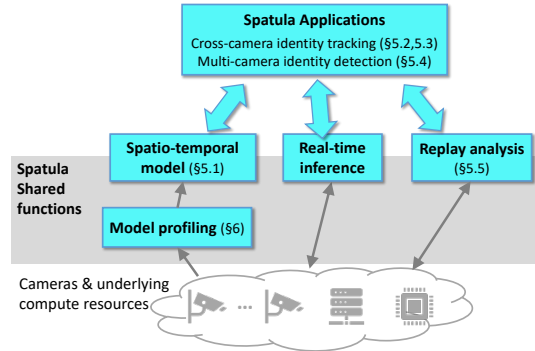 Spatula Applications
Cross-camera identity tracking (§5.2,5.3)
Multi-camera identity detection (§5.4)
Spatio-temporal
model (§5.1)
Real-time
inference
Replay analysis
(§5.5)
Spatula
Shared
functions
Model profiling (§6)
Cameras & underlying
compute resources
...